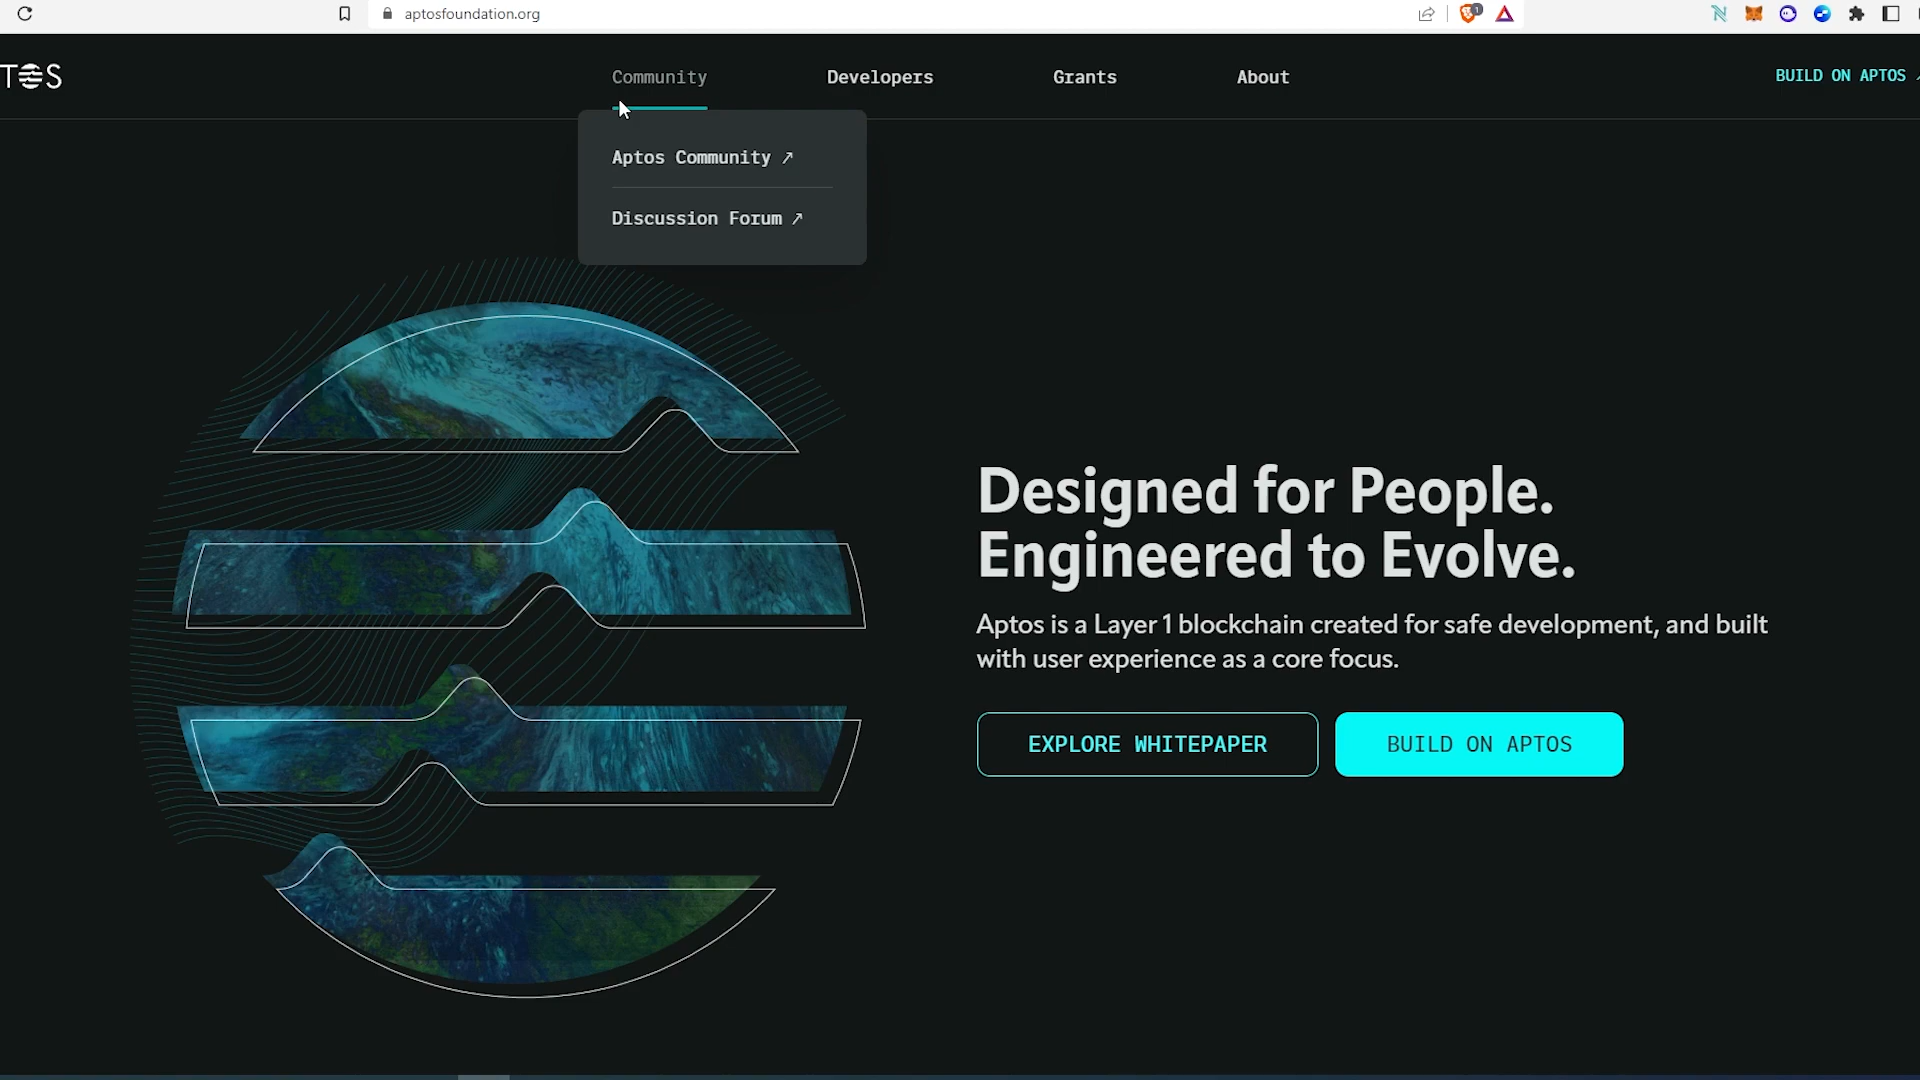 aptosfoundation.org
1
TOS
Community
Developers
Grants
About
BUILD ON APTOS
Aptos Community ↗
Discussion Forum ↗
Designed for People.
Engineered to Evolve.
Aptos is a Layer 1 blockchain created for safe development, and built
with user experience as a core focus.
EXPLORE WHITEPAPER
BUILD ON APTOS